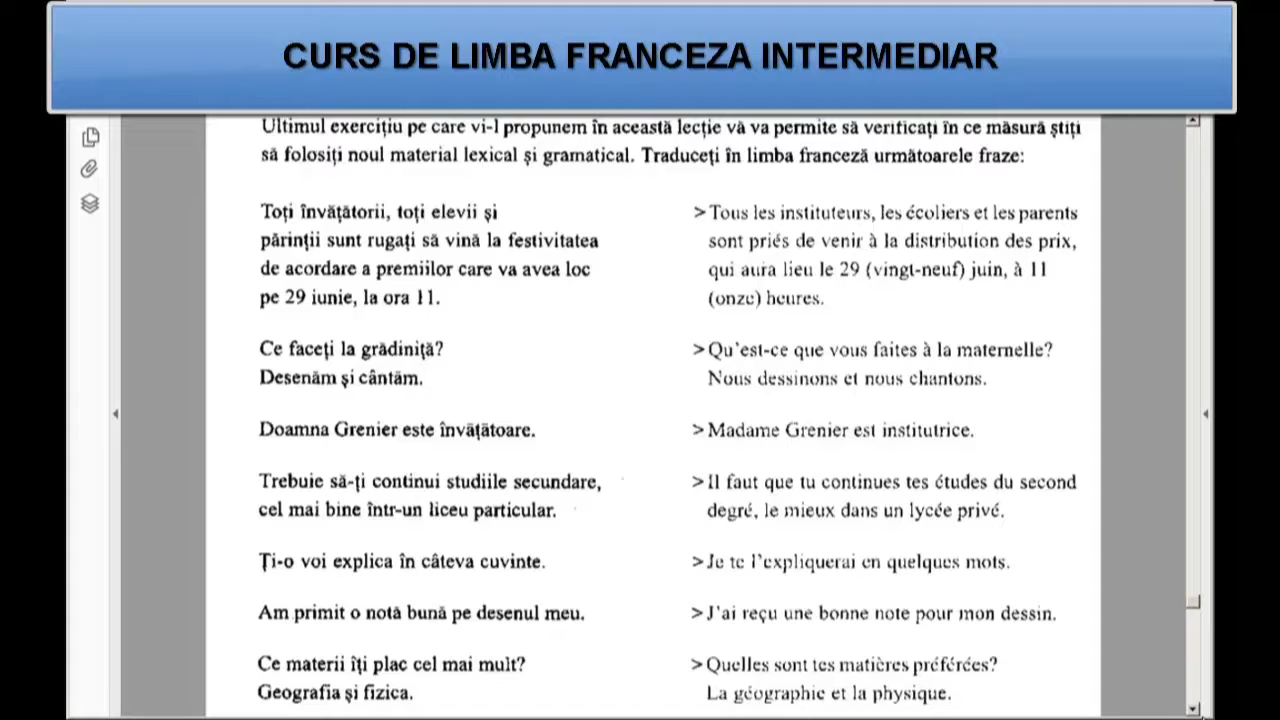 CURS DE LIMBA FRANCEZA INTERMEDIAR
Ultimul exercițiu pe care vi-l propunem în această lecție vă va permite să verificați în ce măsură știți
să folosiți noul material lexical și gramatical. Traduceți în limba franceză următoarele fraze:
Toți învățătorii, toți elevii și
părinții sunt rugați să vină la festivitatea
de acordare a premiilor care va avea loc
pe 29 iunie, la ora 11.
> Tous les instituteurs, les écoliers et les parents
sont priés de venir à la distribution des prix,
qui aura lieu le 29 (vingt-neuf) juin, à 11
(onze) heures.
Ce faceți la grădiniță?
Desenăm și cântăm.
> Qu'est-ce que vous faites à la maternelle?
Nous dessinons et nous chantons.
Doamna Grenier este învățătoare.
> Madame Grenier est institutrice.
Trebuie să-ți continui studiile secundare,
cel mai bine într-un liceu particular.
> Il faut que tu continues tes études du second
degré, le mieux dans un lycée privé.
Ți-o voi explica în câteva cuvinte.
> Je te l'expliquerai en quelques mots.
Am primit o notă bună pe desenul meu.
> J'ai reçu une bonne note pour mon dessin.
Ce materii îți plac cel mai mult?
Geografia și fizica.
> Quelles sont tes matières préférées?
La géographie et la physique.